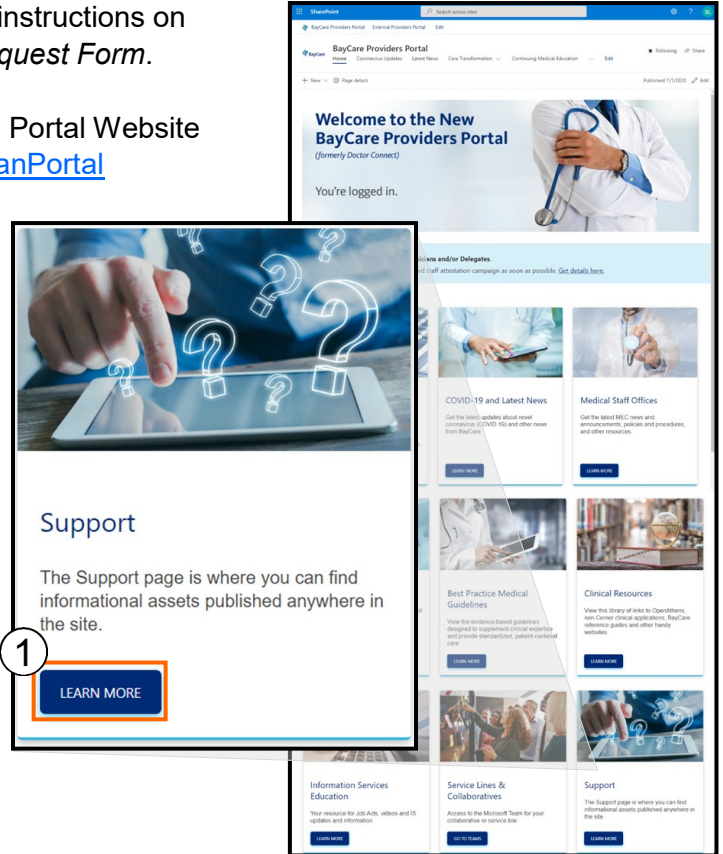 instructions on
quest Form.
Portal Website
anPortal
SharePoint
Search across sites
?
BL
BayCare Providers Portal External Providers Portal Edit
BayCare
BayCare Providers Portal
Home Coronavirus Updates Latest News Care Transformation Continuing Medical Education ... Edit
Following Share
+ New Page details
Published 7/1/2020 Edit
Welcome to the New
BayCare Providers Portal
(formerly Doctor Connect)
You're logged in.
and/or Delegates.
staff attestation campaign as soon as possible. Get details here.
Support
The Support page is where you can find
informational assets published anywhere in
the site.
1
LEARN MORE
COVID-19 and Latest News
Get the latest updates about novel
coronavirus (COVID-19) and other news
from BayCare.
LEARN MORE
Medical Staff Offices
Get the latest MEC news and
announcements, policies and procedures,
and other resources.
LEARN MORE
Best Practice Medical
Guidelines
View the evidence-based guidelines
designed to supplement clinical expertise
and provide standardized, patient-centered
care.
LEARN MORE
Clinical Resources
View this library of links to OpenAthens,
non-Cerner clinical applications, BayCare
reference guides and other handy
websites.
LEARN MORE
Information Services
Education
Your resource for Job Aids, videos and IS
updates and information.
LEARN MORE
Service Lines &
Collaboratives
Access to the Microsoft Team for your
collaborative or service line.
GO TO TEAMS
Support
The Support page is where you can find
informational assets published anywhere in
the site.
LEARN MORE